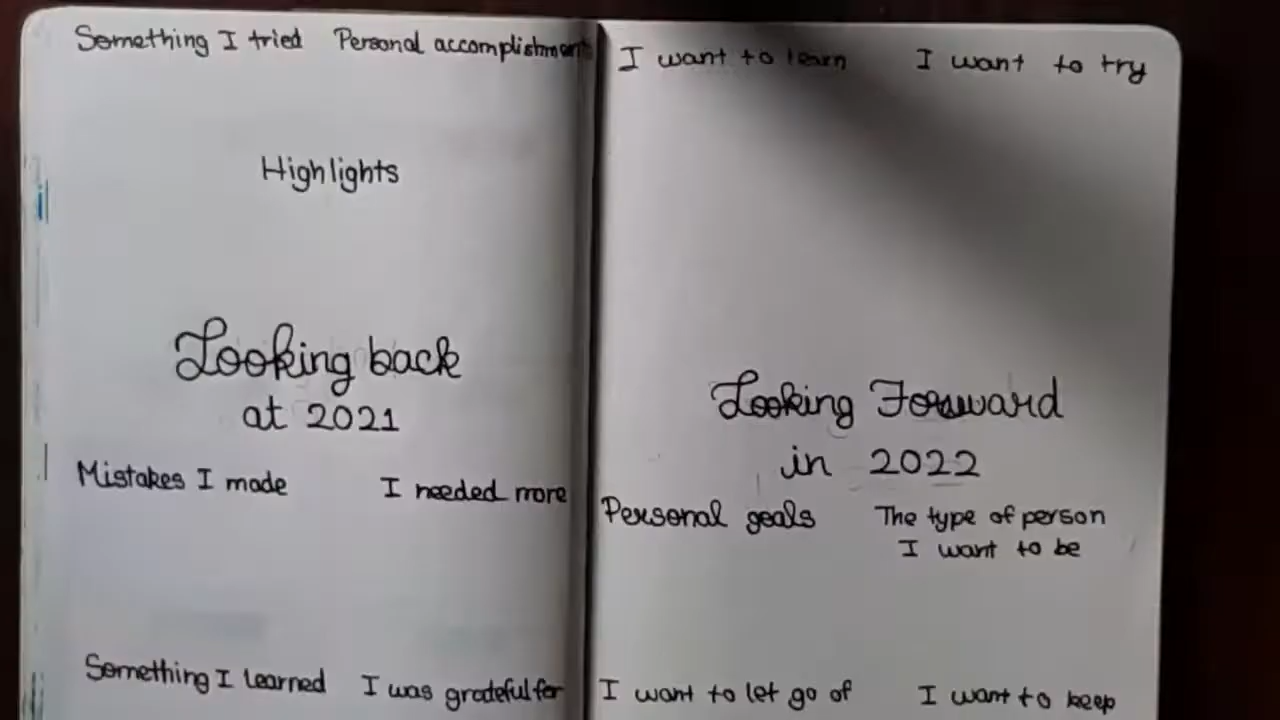 Something I tried Personal accomplishments
Highlights
Looking back
at 2021
Mistakes I made I needed more
Something I learned I was grateful for
I want to learn I want to try
Looking Forward
in 2022
Personal goals The type of person
I want to be
I want to let go of I want to keep